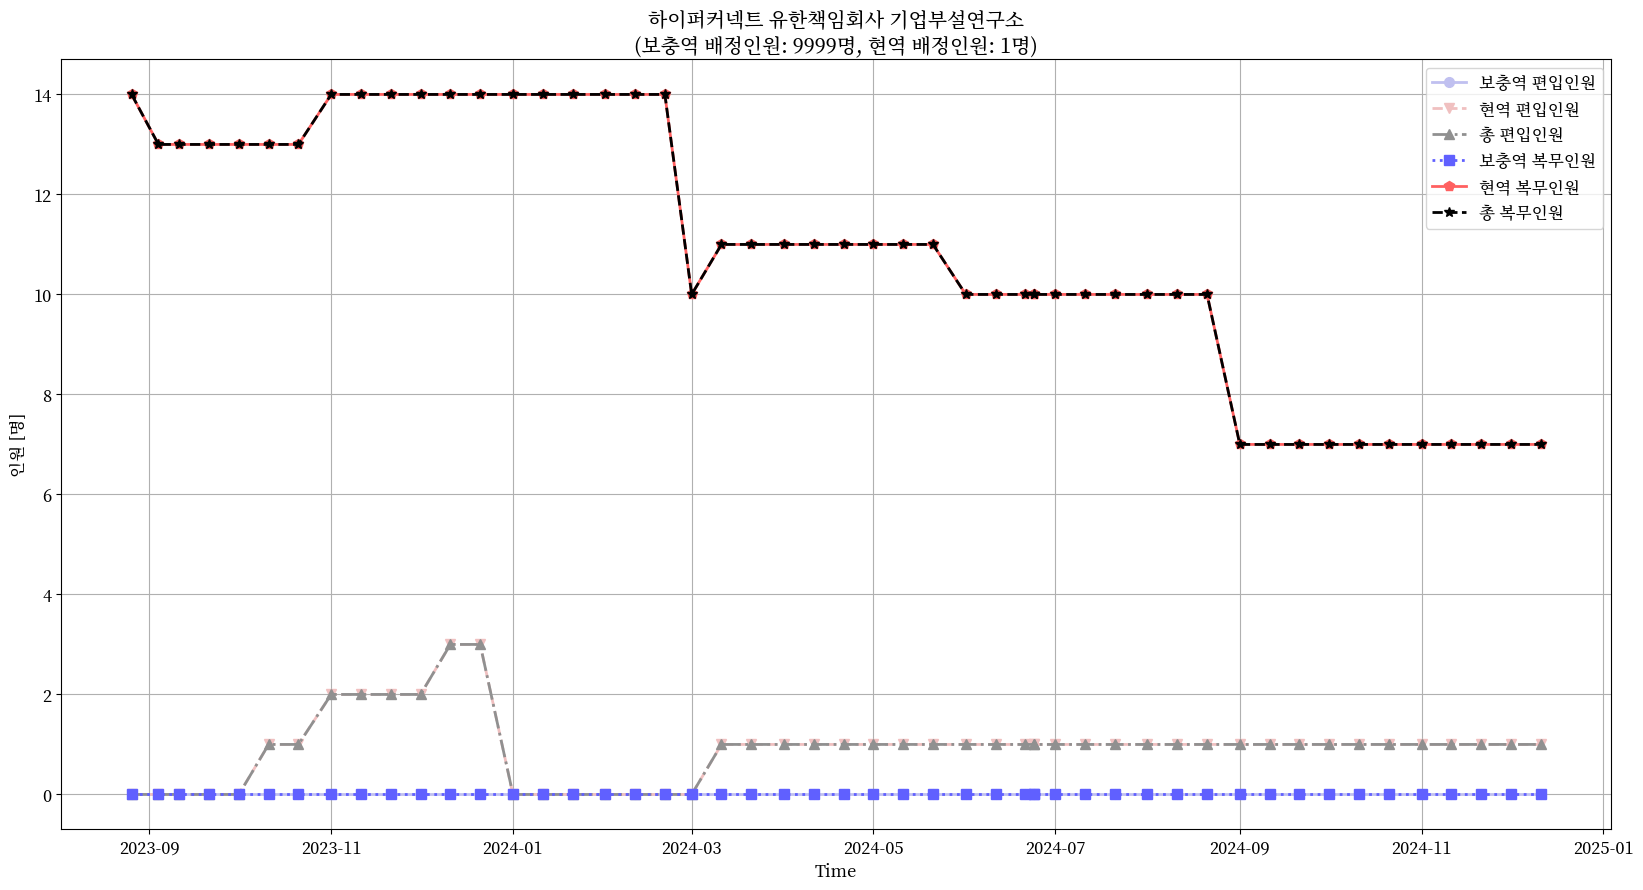 하이퍼커넥트 유한책임회사 기업부설연구소
(보충역 배정인원: 9999명, 현역 배정인원: 1명)
보충역 편입인원
현역 편입인원
총 편입인원
보충역 복무인원
현역 복무인원
총 복무인원
인원 [명]
14
12
10
8
6
4
2
0
2023-09
2023-11
2024-01
2024-03
2024-05
2024-07
2024-09
2024-11
2025-01
Time